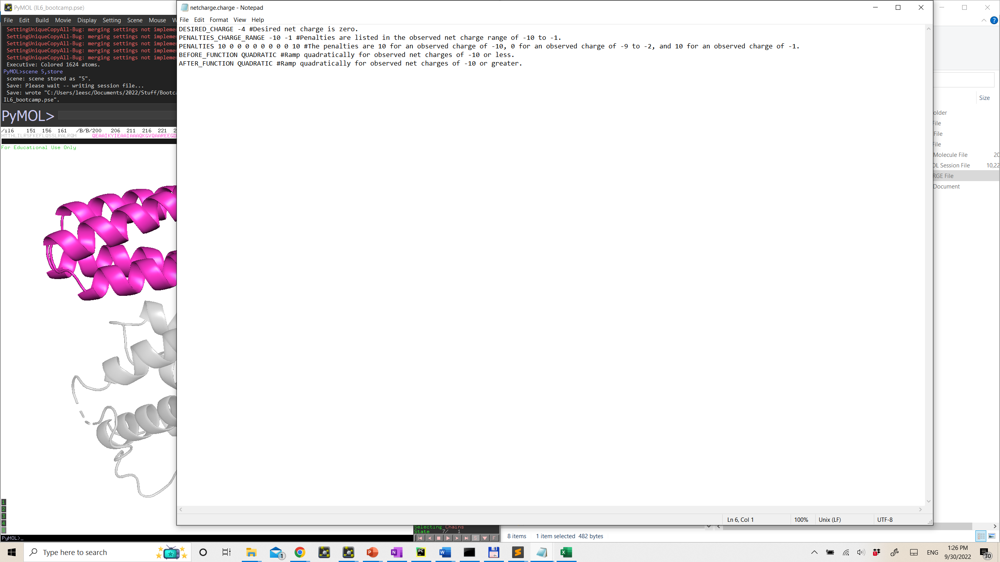 PyMOL (IL6_bootcamp.pse)
File Edit Build Movie Display Setting Scene Mouse W
SettingUniqueCopyAll-Bug: merging settings not implemen
SettingUniqueCopyAll-Bug: merging settings not implemen
SettingUniqueCopyAll-Bug: merging settings not implemen
SettingUniqueCopyAll-Bug: merging settings not implemen
SettingUniqueCopyAll-Bug: merging settings not implemen
Executive: Colored 1624 atoms.
PyMOL>scene 5,store
scene: scene stored as "5".
Save: Please wait -- writing session file...
Save: wrote "C:/Users/leesc/Documents/2022/Stuff/Bootca
IL6_bootcamp.pse".
PyMOL>
/il6 151 156 161 /B/B/200 206 211 216 221 2
MTTHLILRSFKEFLQSSLRALRQM QEAAIKYIEAAIAAAQKGVQAAREEGD
For Educational Use Only
1
2
3
4
5
PyMOL>_
netcharge.charge - Notepad
File Edit Format View Help
DESIRED_CHARGE -4 #Desired net charge is zero.
PENALTIES_CHARGE_RANGE -10 -1 #Penalties are listed in the observed net charge range of -10 to -1.
PENALTIES 10 0 0 0 0 0 0 0 0 10 #The penalties are 10 for an observed charge of -10, 0 for an observed charge of -9 to -2, and 10 for an observed charge of -1.
BEFORE_FUNCTION QUADRATIC #Ramp quadratically for observed net charges of -10 or less.
AFTER_FUNCTION QUADRATIC #Ramp quadratically for observed net charges of -10 or greater.
Ln 6, Col 1 100% Unix (LF) UTF-8
Size
older
File
File
File
Molecule File 20
OL Session File 10,22
RGE File
Document
Selecting Chains
State 7/ 1
S F
8 items 1 item selected 482 bytes
Type here to search
1
ENG
1:26 PM
9/30/2022
30